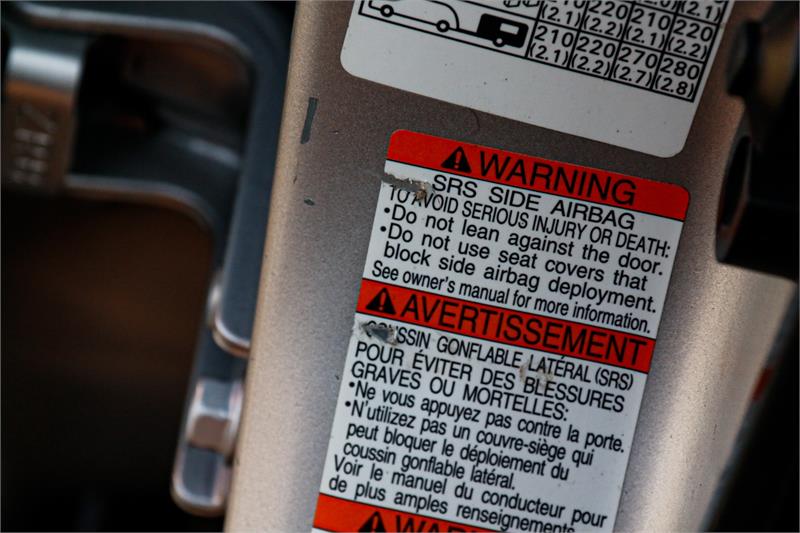 210 220 210 220
(2.1) (2.2) (2.1) (2.2)
210 220 270 280
(2.1) (2.2) (2.7) (2.8)
WARNING
SRS SIDE AIRBAG
TO AVOID SERIOUS INJURY OR DEATH:
•Do not lean against the door.
•Do not use seat covers that
block side airbag deployment.
See owner's manual for more information.
AVERTISSEMENT
COUSSIN GONFLABLE LATÉRAL (SRS)
POUR ÉVITER DES BLESSURES
GRAVES OU MORTELLES:
•Ne vous appuyez pas contre la porte.
•N'utilisez pas un couvre-siège qui
peut bloquer le déploiement du
coussin gonflable latéral.
Voir le manuel du conducteur pour
de plus amples renseignements.